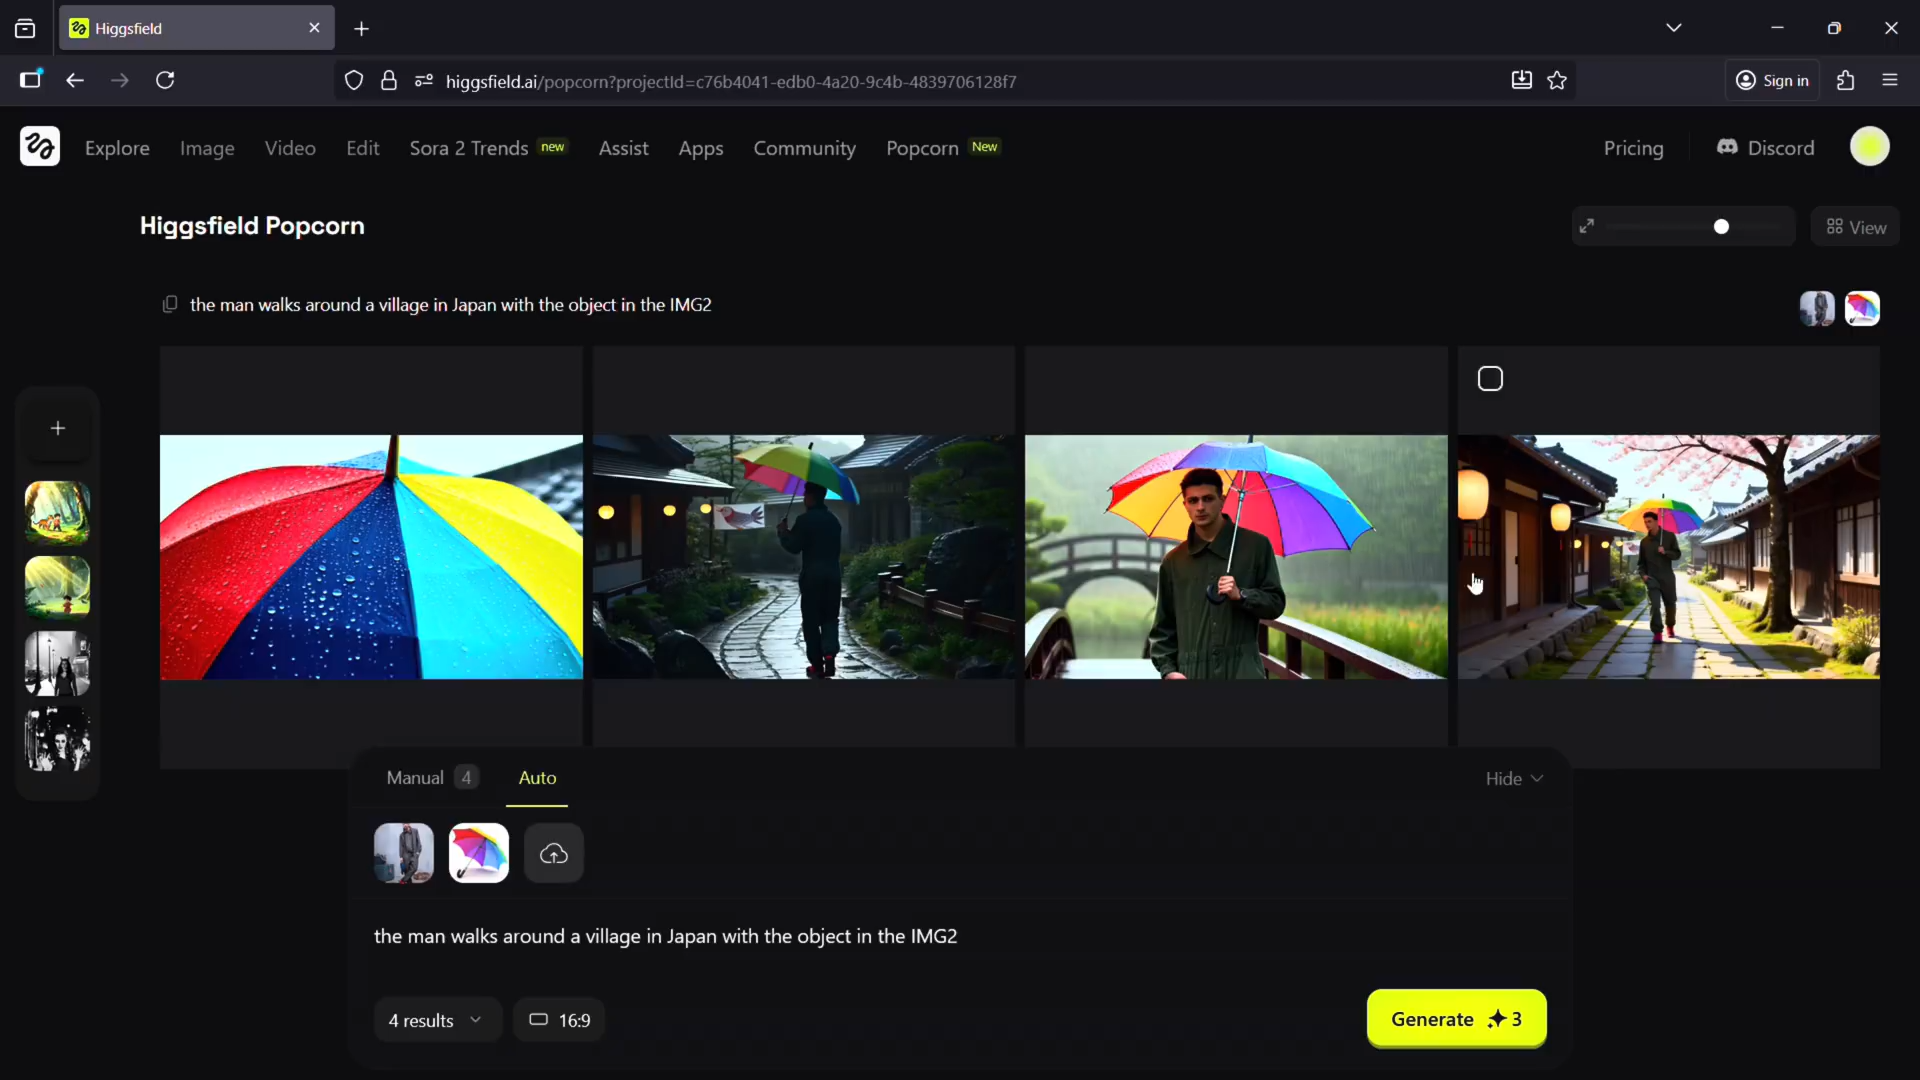 Higgsfield
higgsfield.ai/popcorn?projectId=c76b4041-edb0-4a20-9c4b-4839706128f7
Sign in
Explore Image Video Edit Sora 2 Trends new Assist Apps Community Popcorn New Pricing Discord
Higgsfield Popcorn
View
the man walks around a village in Japan with the object in the IMG2
Manual 4 Auto Hide
the man walks around a village in Japan with the object in the IMG2
4 results 16:9 Generate 3